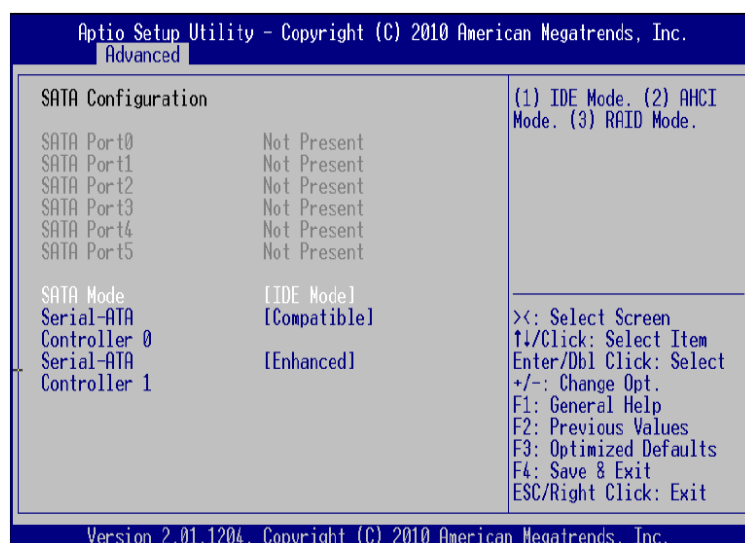 Aptio Setup Utility - Copyright (C) 2010 American Megatrends, Inc.
Advanced
SATA Configuration
SATA Port0 Not Present
SATA Port1 Not Present
SATA Port2 Not Present
SATA Port3 Not Present
SATA Port4 Not Present
SATA Port5 Not Present
SATA Mode [IDE Mode]
Serial-ATA [Compatible]
Controller 0
Serial-ATA [Enhanced]
Controller 1
(1) IDE Mode. (2) AHCI
Mode. (3) RAID Mode.
><: Select Screen
↑↓/Click: Select Item
Enter/Dbl Click: Select
+/-: Change Opt.
F1: General Help
F2: Previous Values
F3: Optimized Defaults
F4: Save & Exit
ESC/Right Click: Exit
Version 2.01.1204. Copyright (C) 2010 American Megatrends, Inc.